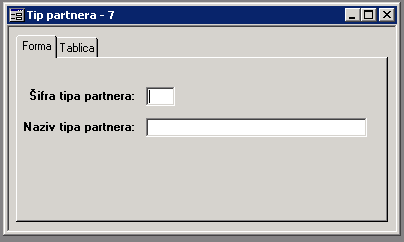 Tip partnera - 7
Forma Tablica
Šifra tipa partnera:
Naziv tipa partnera: